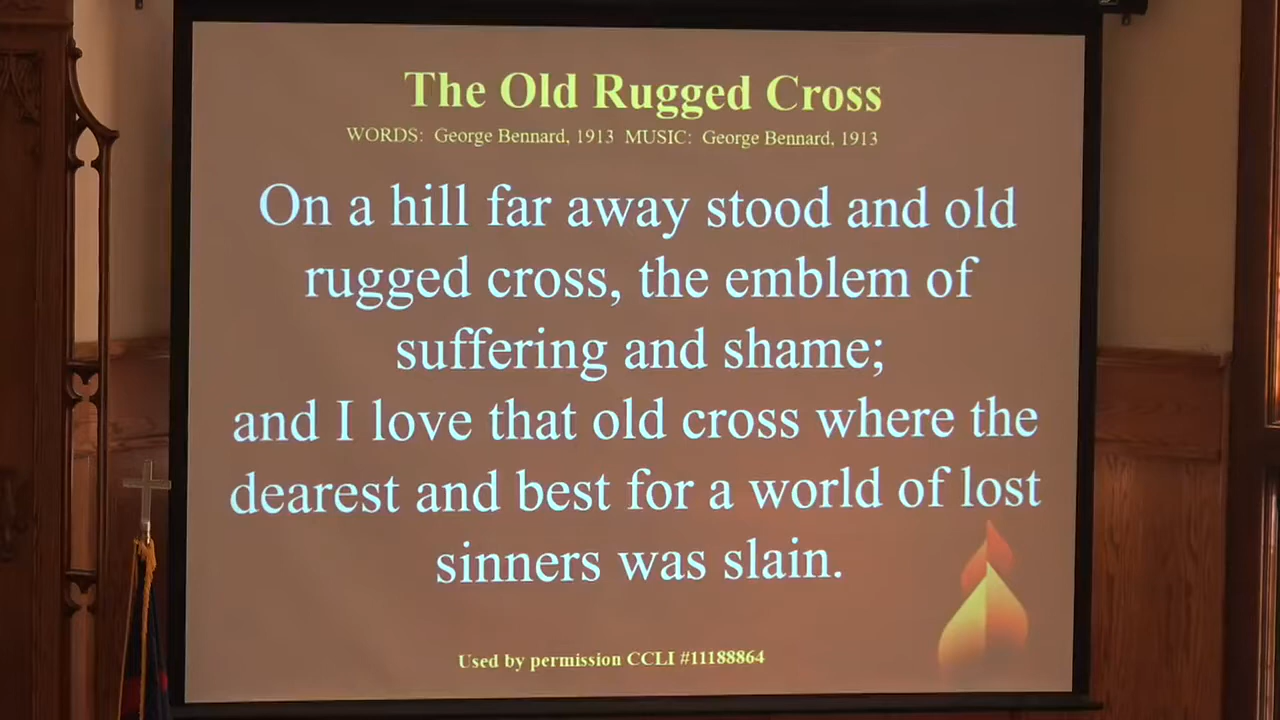 The Old Rugged Cross
WORDS: George Bennard, 1913 MUSIC: George Bennard, 1913
On a hill far away stood and old
rugged cross, the emblem of
suffering and shame;
and I love that old cross where the
dearest and best for a world of lost
sinners was slain.
Used by permission CCLI #11188864